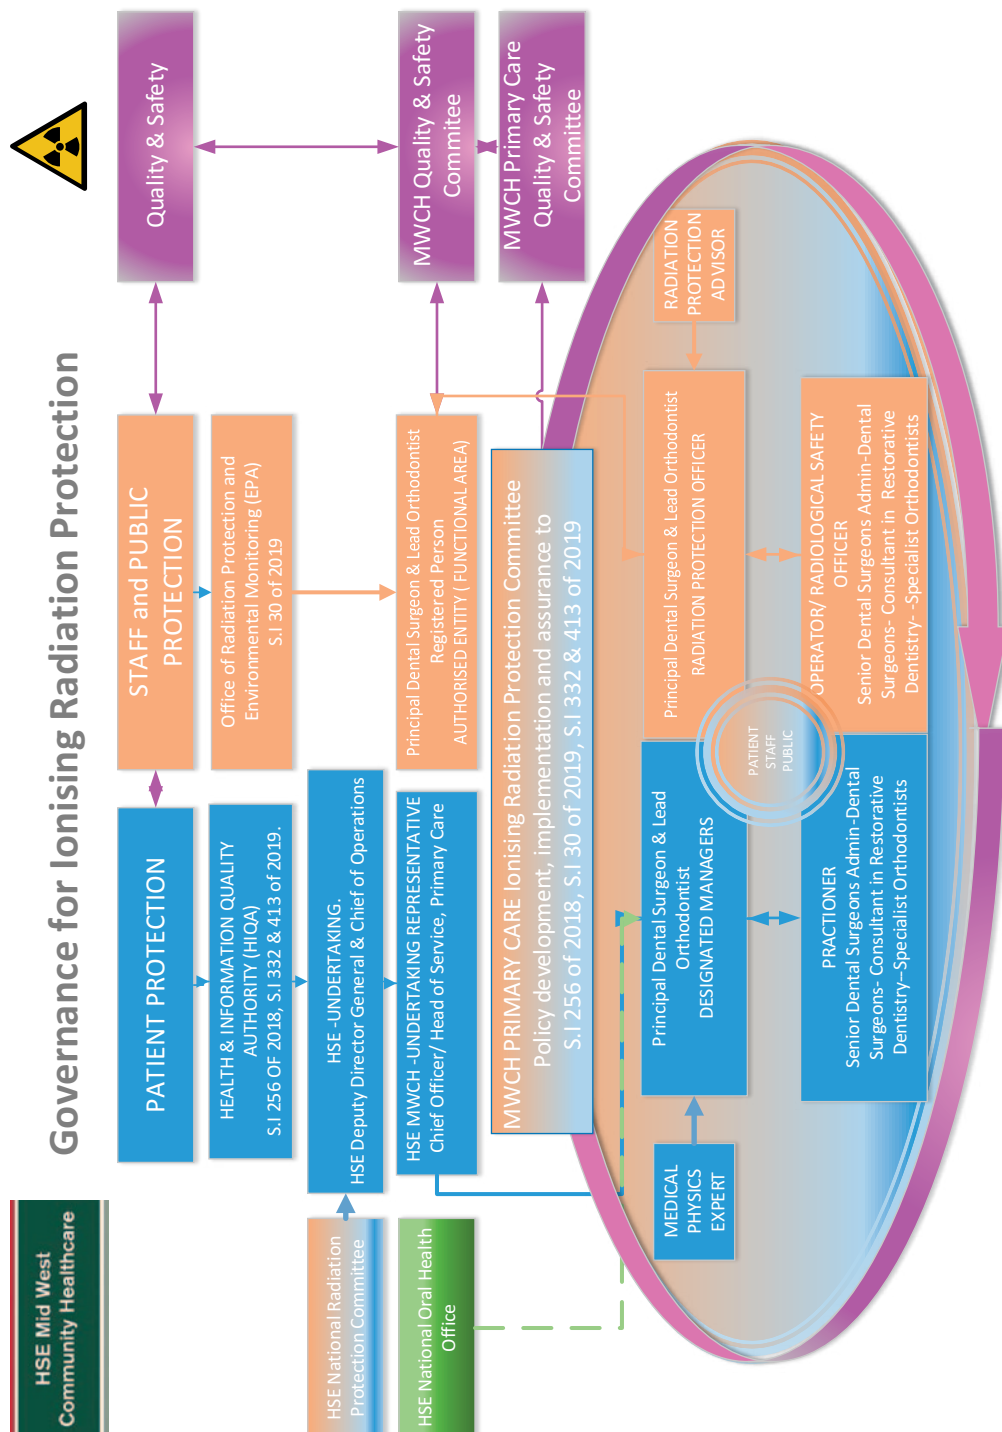 HSE Mid West
Community Healthcare
Governance for Ionising Radiation Protection
PATIENT PROTECTION
STAFF and PUBLIC
PROTECTION
Quality & Safety
HEALTH & INFORMATION QUALITY
AUTHORITY (HIQA)
S.I 256 OF 2018, S.I 332 & 413 of 2019.
Office of Radiation Protection and
Environmental Monitoring (EPA)
S.I 30 of 2019
HSE National Radiation
Protection Committee
HSE -UNDERTAKING.
HSE Deputy Director General & Chief of Operations
HSE National Oral Health
Office
HSE MWCH -UNDERTAKING REPRESENTATIVE
Chief Officer/ Head of Service, Primary Care
Principal Dental Surgeon & Lead Orthodontist
Registered Person
AUTHORISED ENTITY ( FUNCTIONAL AREA)
MWCH Quality & Safety
Commitee
MWCH PRIMARY CARE Ionising Radiation Protection Committee
Policy development, implementation and assurance to
S.I 256 of 2018, S.I 30 of 2019, S.I 332 & 413 of 2019
MWCH Primary Care
Quality & Safety
Committee
MEDICAL
PHYSICS
EXPERT
Principal Dental Surgeon & Lead
Orthodontist
DESIGNATED MANAGERS
Principal Dental Surgeon & Lead Orthodontist
RADIATION PROTECTION OFFICER
RADIATION
PROTECTION
ADVISOR
PATIENT
STAFF
PUBLIC
PRACTIONER
Senior Dental Surgeons Admin-Dental
Surgeons- Consultant in Restorative
Dentistry–Specialist Orthodontists
OPERATOR/ RADIOLOGICAL SAFETY
OFFICER
Senior Dental Surgeons Admin-Dental
Surgeons- Consultant in  Restorative
Dentistry- -Specialist Orthodontists